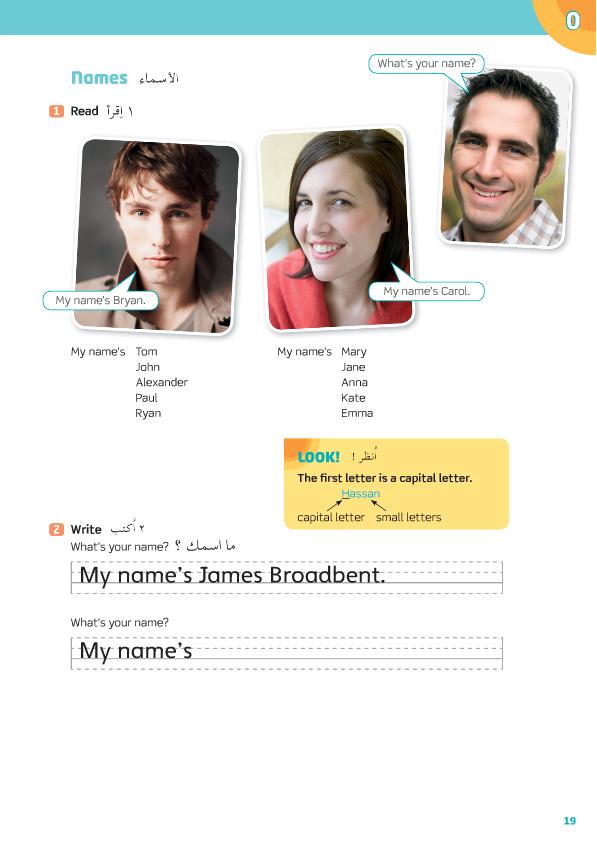 0
Names الأسماء
What's your name?
1 Read ١ اِقرأ
My name's Bryan.
My name's Carol.
My name's Tom
John
Alexander
Paul
Ryan
My name's Mary
Jane
Anna
Kate
Emma
LOOK! أُنظر !
The first letter is a capital letter.
Hassan
capital letter small letters
2 Write ٢ اُكتب
What's your name? ما اسمك ؟
My name's James Broadbent.
What's your name?
My name's
19